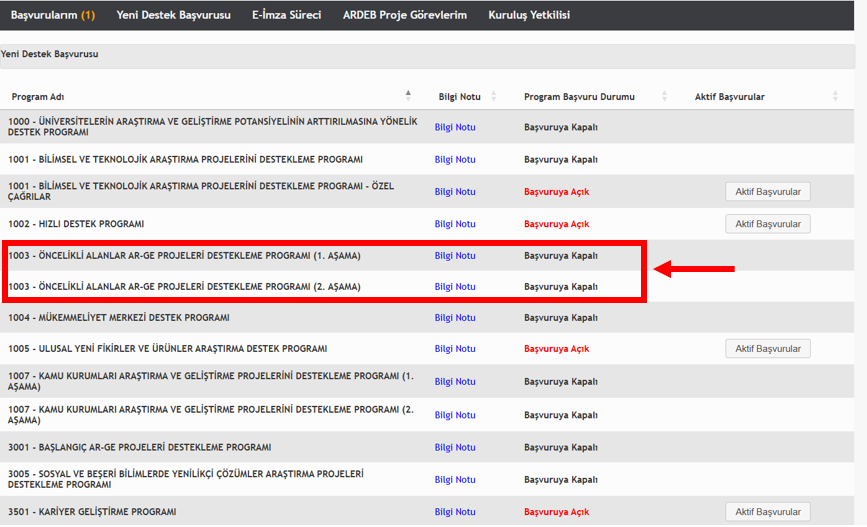 Başvurularım (1) Yeni Destek Başvurusu E-İmza Süreci ARDEB Proje Görevlerim Kuruluş Yetkilisi
Yeni Destek Başvurusu
Program Adı Bilgi Notu Program Başvuru Durumu Aktif Başvurular
1000 - ÜNİVERSİTELERİN ARAŞTIRMA VE GELİŞTİRME POTANSİYELİNİN ARTTIRILMASINA YÖNELİK
DESTEK PROGRAMI Bilgi Notu Başvuruya Kapalı
1001 - BİLİMSEL VE TEKNOLOJİK ARAŞTIRMA PROJELERİNİ DESTEKLEME PROGRAMI Bilgi Notu Başvuruya Kapalı
1001 - BİLİMSEL VE TEKNOLOJİK ARAŞTIRMA PROJELERİNİ DESTEKLEME PROGRAMI - ÖZEL
ÇAĞRILAR Bilgi Notu Başvuruya Açık Aktif Başvurular
1002 - HIZLI DESTEK PROGRAMI Bilgi Notu Başvuruya Açık Aktif Başvurular
1003 - ÖNCELİKLİ ALANLAR AR-GE PROJELERİ DESTEKLEME PROGRAMI (1. AŞAMA) Bilgi Notu Başvuruya Kapalı
1003 - ÖNCELİKLİ ALANLAR AR-GE PROJELERİ DESTEKLEME PROGRAMI (2. AŞAMA) Bilgi Notu Başvuruya Kapalı
1004 - MÜKEMMELİYET MERKEZİ DESTEK PROGRAMI Bilgi Notu Başvuruya Kapalı
1005 - ULUSAL YENİ FİKİRLER VE ÜRÜNLER ARAŞTIRMA DESTEK PROGRAMI Bilgi Notu Başvuruya Açık Aktif Başvurular
1007 - KAMU KURUMLARI ARAŞTIRMA VE GELİŞTİRME PROJELERİNİ DESTEKLEME PROGRAMI (1.
AŞAMA) Bilgi Notu Başvuruya Kapalı
1007 - KAMU KURUMLARI ARAŞTIRMA VE GELİŞTİRME PROJELERİNİ DESTEKLEME PROGRAMI (2.
AŞAMA) Bilgi Notu Başvuruya Kapalı
3001 - BAŞLANGIÇ AR-GE PROJELERİ DESTEKLEME PROGRAMI Bilgi Notu Başvuruya Kapalı
3005 - SOSYAL VE BEŞERİ BİLİMLERDE YENİLİKÇİ ÇÖZÜMLER ARAŞTIRMA PROJELERİ
DESTEKLEME PROGRAMI Bilgi Notu Başvuruya Kapalı
3501 - KARİYER GELİŞTİRME PROGRAMI Bilgi Notu Başvuruya Açık Aktif Başvurular